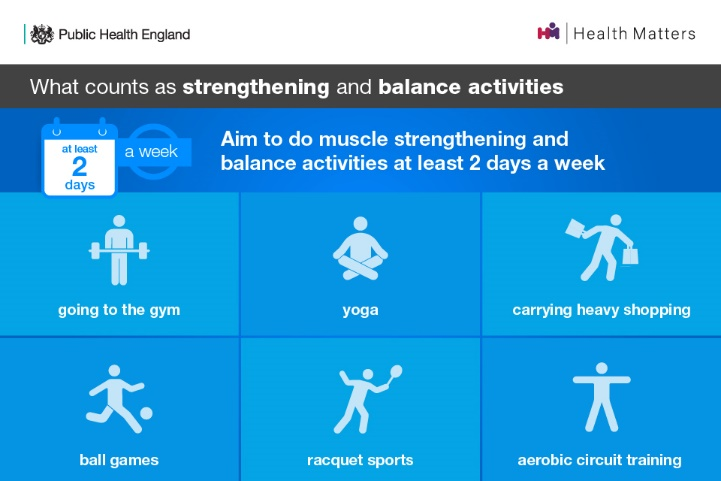 Public Health England
HM Health Matters
What counts as strengthening and balance activities
at least
2
days
a week
Aim to do muscle strengthening and
balance activities at least 2 days a week
going to the gym
yoga
carrying heavy shopping
ball games
racquet sports
aerobic circuit training